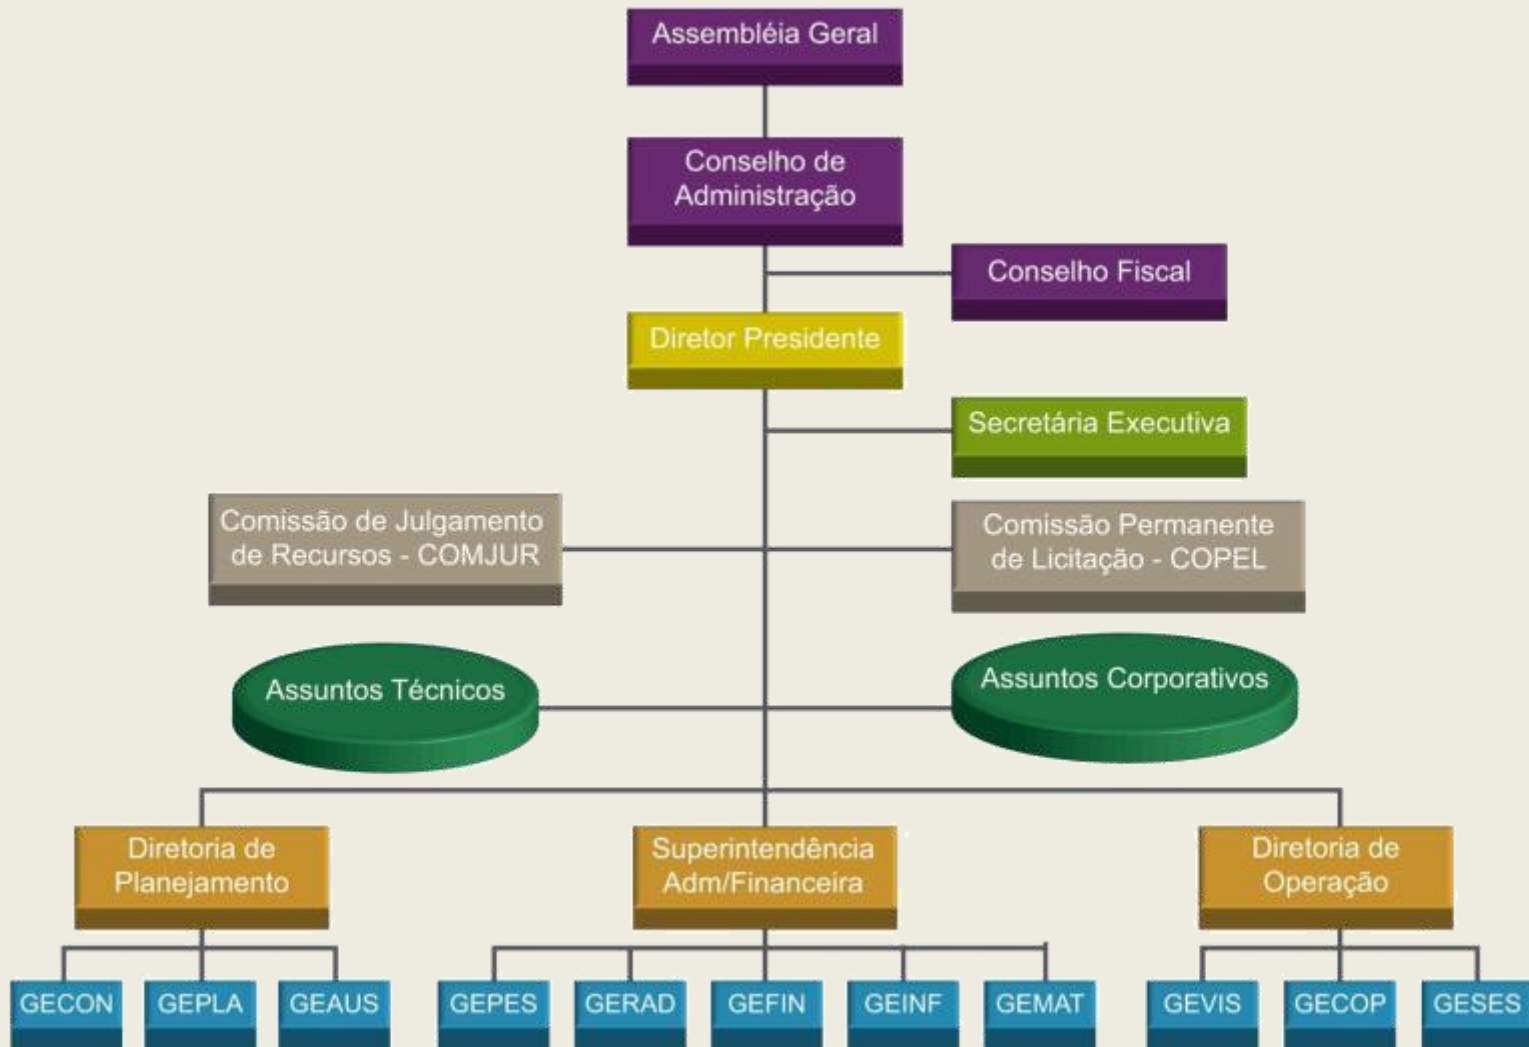 Assembléia Geral
Conselho de
Administração
Conselho Fiscal
Diretor Presidente
Secretária Executiva
Comissão de Julgamento
de Recursos - COMJUR
Comissão Permanente
de Licitação - COPEL
Assuntos Técnicos
Assuntos Corporativos
Diretoria de
Planejamento
Superintendência
Adm/Financeira
Diretoria de
Operação
GECON
GEPLA
GEAUS
GEPES
GERAD
GEFIN
GEINF
GEMAT
GEVIS
GECOP
GESES